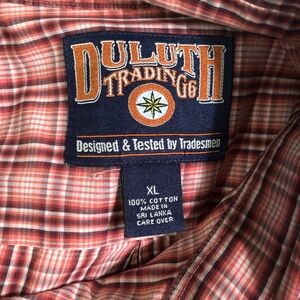 DULUTH
TRADING Co
Designed & Tested by Tradesmen
XL
100% COTTON
MADE IN
SRI LANKA
CARE OVER